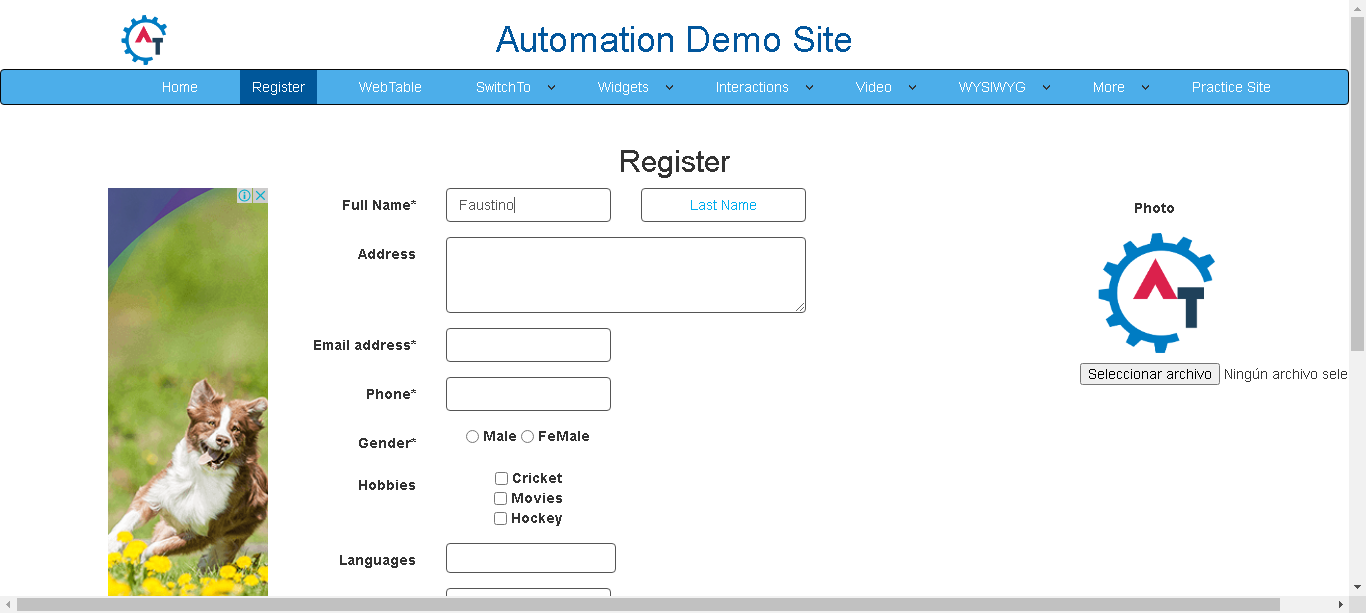 Automation Demo Site
Home Register WebTable SwitchTo Widgets Interactions Video WYSIWYG More Practice Site
Register
Full Name* Faustino Last Name
Address
Email address*
Phone*
Gender* Male FeMale
Hobbies Cricket
Movies
Hockey
Languages
Photo
AT
Seleccionar archivo Ningún archivo sele